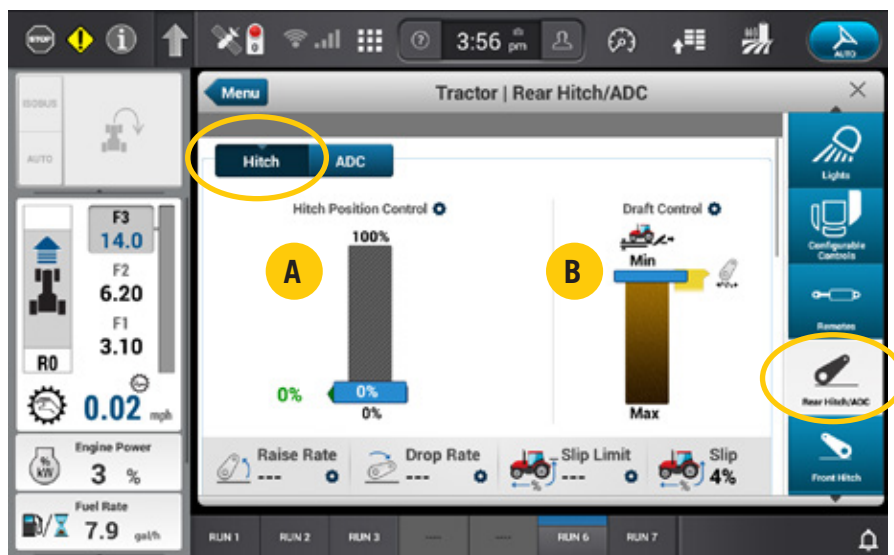 STOP
3:56 pm
AUTO
ISOBUS
AUTO
F3
14.0
F2
6.20
F1
3.10
R0
0.02 mph
Engine Power
%
kW
3 %
Fuel Rate
7.9 gal/h
Menu
Tractor | Rear Hitch/ADC
Hitch
ADC
Hitch Position Control
100%
A
0%
0%
0%
Draft Control
Min
B
Max
Raise Rate
---
Drop Rate
---
Slip Limit
---
%
Slip
4%
%
Lights
Configurable
Controls
Remotes
Rear Hitch/ADC
Front Hitch
RUN 1
RUN 2
RUN 3
----
----
RUN 6
RUN 7